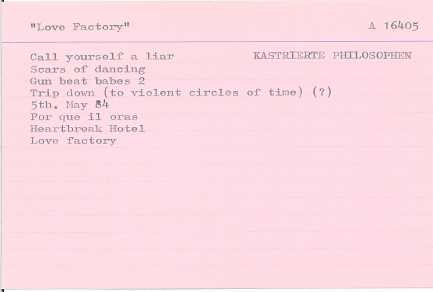 "Love Factory" A 16405
Call yourself a liar KASTRIERTE PHILOSOPHEN
Scars of dancing
Gun beat babes 2
Trip down (to violent circles of time) (?)
5th. May 84
Por que il oras
Heartbreak Hotel
Love factory